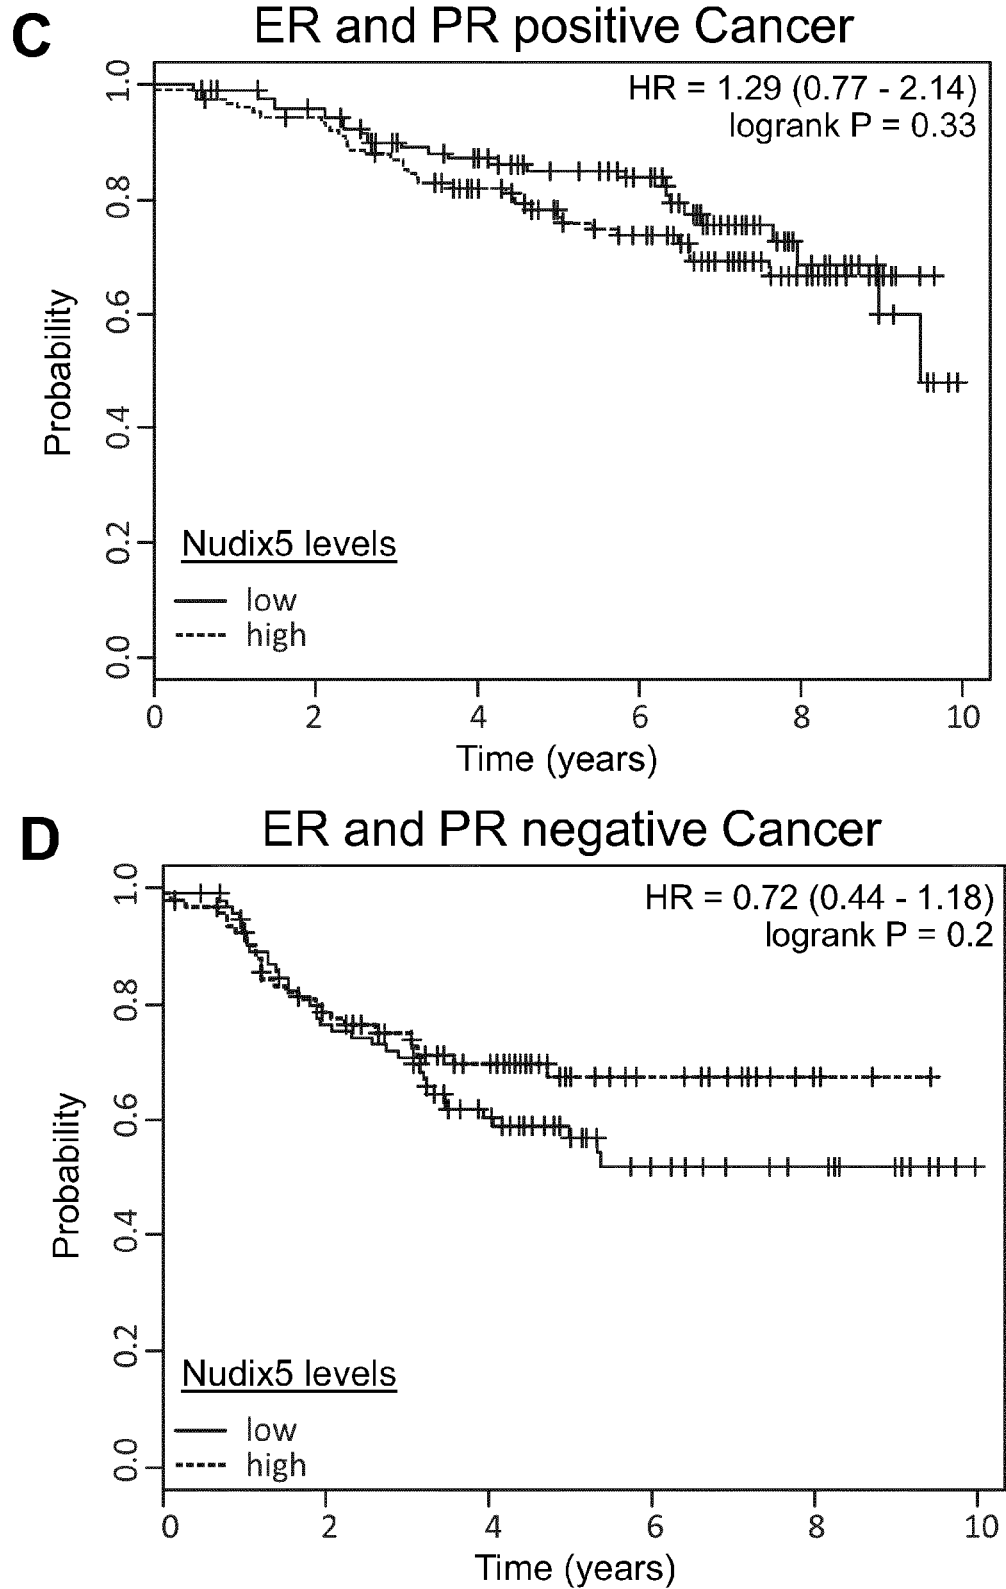 C
ER and PR positive Cancer
HR = 1.29 (0.77 - 2.14)
logrank P = 0.33
Probability
1.0
0.8
0.6
0.4
0.2
0.0
Nudix5 levels
low
high
0 2 4 6 8 10
Time (years)
D
ER and PR negative Cancer
HR = 0.72 (0.44 - 1.18)
logrank P = 0.2
Probability
1.0
0.8
0.6
0.4
0.2
0.0
Nudix5 levels
low
high
0 2 4 6 8 10
Time (years)